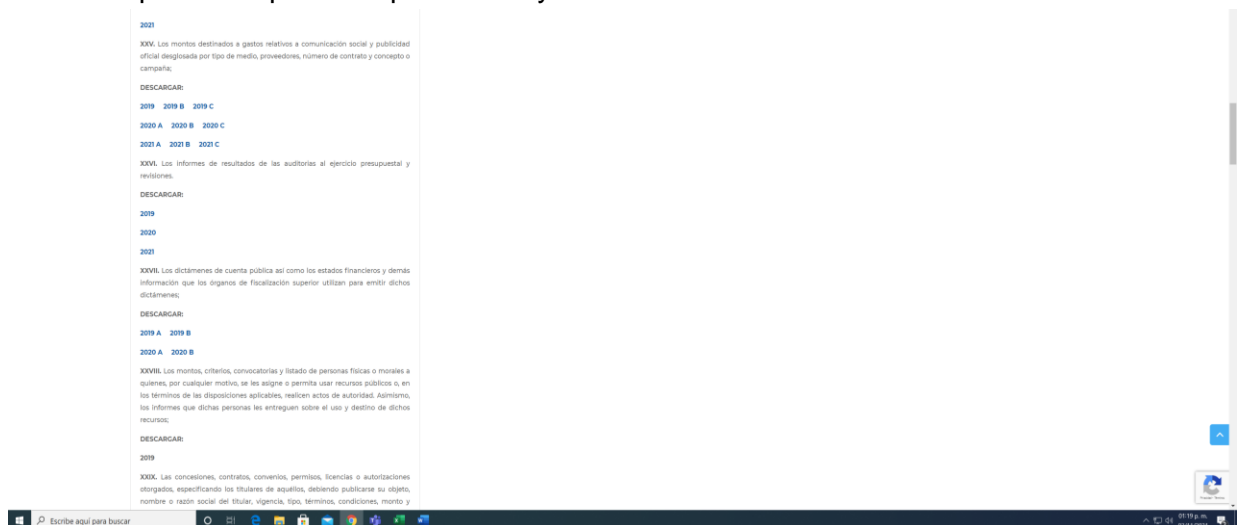 2021
XXV. Los montos destinados a gastos relativos a comunicación social y publicidad
oficial desglosada por tipo de medio, proveedores, número de contrato y concepto o
campaña;
DESCARGAR:
2019 2019 B 2019 C
2020 A 2020 B 2020 C
2021 A 2021 B 2021 C
XXVI. Los informes de resultados de las auditorías al ejercicio presupuestal y
revisiones.
DESCARGAR:
2019
2020
2021
XXVII. Los dictámenes de cuenta pública así como los estados financieros y demás
información que los órganos de fiscalización superior utilizan para emitir dichos
dictámenes;
DESCARGAR:
2019 A 2019 B
2020 A 2020 B
XXVIII. Los montos, criterios, convocatorias y listado de personas físicas o morales a
quienes, por cualquier motivo, se les asigne o permita usar recursos públicos o, en
los términos de las disposiciones aplicables, realicen actos de autoridad. Asimismo,
los informes que dichas personas les entreguen sobre el uso y destino de dichos
recursos;
DESCARGAR:
2019
XXIX. Las concesiones, contratos, convenios, permisos, licencias o autorizaciones
otorgados, especificando los titulares de aquéllos, debiendo publicarse su objeto,
nombre o razón social del titular, vigencia, tipo, términos, condiciones, monto y
Escribe aquí para buscar
01:19 p. m.